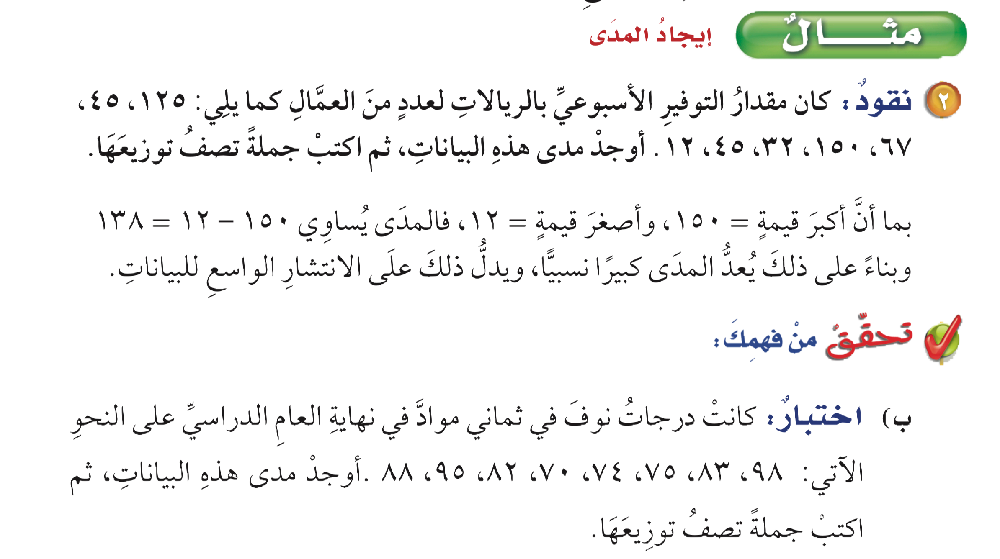 مثــالٌ إيجادُ المدَى
٢ نقودٌ: كان مقدارُ التوفيرِ الأسبوعيِّ بالريالاتِ لعددٍ منَ العمَّالِ كما يلِي: ١٢٥، ٤٥،
٦٧، ١٥٠، ٣٢، ٤٥، ١٢. أوجدْ مدى هذهِ البياناتِ، ثم اكتبْ جملةً تصفُ توزيعَهَا.
بما أنَّ أكبرَ قيمةٍ = ١٥٠، وأصغرَ قيمةٍ = ١٢، فالمدَى يُساوِي ١٥٠ – ١٢ = ١٣٨
وبناءً على ذلكَ يُعدُّ المدَى كبيرًا نسبيًّا، ويدلُّ ذلكَ علَى الانتشارِ الواسعِ للبياناتِ.
تحقّقْ منْ فهمِكَ:
ب) اختبارٌ: كانتْ درجاتُ نوفَ في ثماني موادَّ في نهايةِ العامِ الدراسيِّ على النحوِ
الآتي: ٩٨، ٨٣، ٧٥، ٧٤، ٧٠، ٨٢، ٩٥، ٨٨ .أوجدْ مدى هذهِ البياناتِ، ثم
اكتبْ جملةً تصفُ توزِيعَهَا.